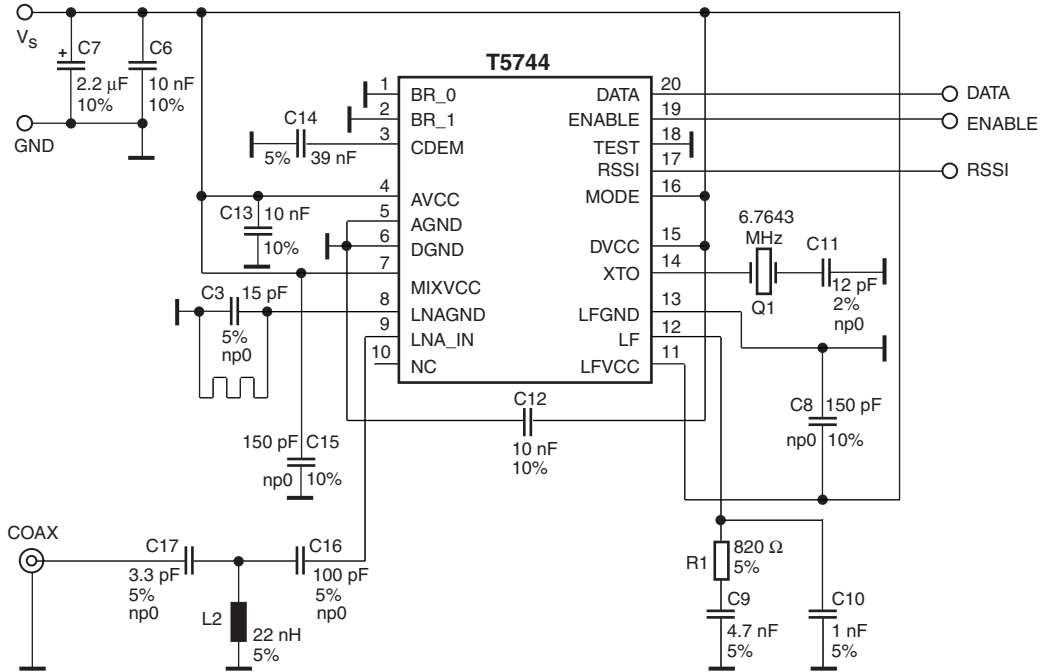 V_S
+ C7
2.2 μF
10%
C6
10 nF
10%
GND
T5744
1
BR_0
2
BR_1
3
CDEM
4
AVCC
5
AGND
6
DGND
7
MIXVCC
8
LNAGND
9
LNA_IN
10
NC
20
DATA
19
ENABLE
18
TEST
17
RSSI
16
MODE
15
DVCC
14
XTO
13
LFGND
12
LF
11
LFVCC
DATA
ENABLE
RSSI
C14
5% 39 nF
C13 10 nF
10%
C3 15 pF
5%
np0
6.7643
MHz
Q1
C11
12 pF
2%
np0
C12
10 nF
10%
C8 150 pF
np0 10%
150 pF C15
np0 10%
COAX
C17
3.3 pF
5%
np0
C16
100 pF
5%
np0
L2
22 nH
5%
R1
820 Ω
5%
C9
4.7 nF
5%
C10
1 nF
5%